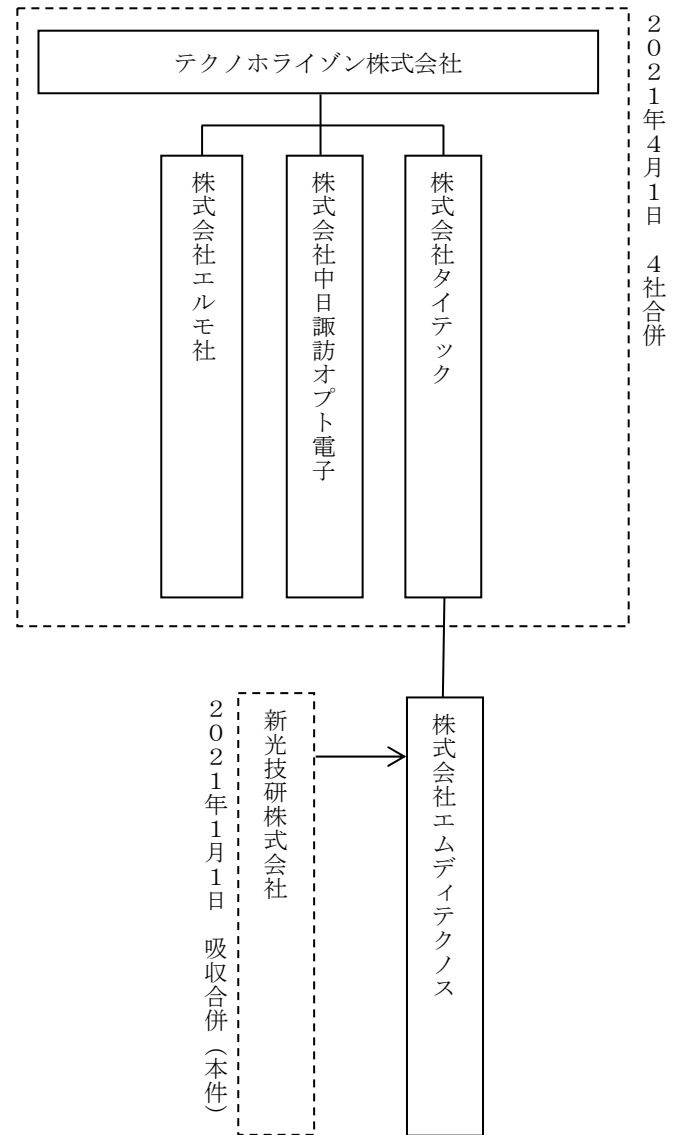 テクノホライゾン株式会社
2021年4月1日　4社合併
株式会社タイテック
株式会社中日諏訪オプト電子
株式会社エルモ社
株式会社エムディテクノス
新光技研株式会社
2021年1月1日　吸収合併（本件）